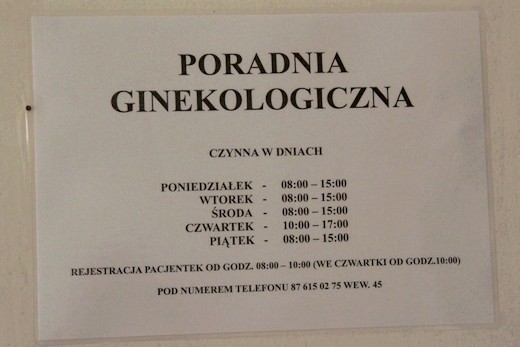 PORADNIA
GINEKOLOGICZNA
CZYNNA W DNIACH
PONIEDZIAŁEK - 08:00 – 15:00
WTOREK - 08:00 – 15:00
ŚRODA - 08:00 – 15:00
CZWARTEK - 10:00 – 17:00
PIĄTEK - 08:00 – 15:00
REJESTRACJA PACJENTEK OD GODZ. 08:00 – 10:00 (WE CZWARTKI OD GODZ.10:00)
POD NUMEREM TELEFONU 87 615 02 75 WEW. 45